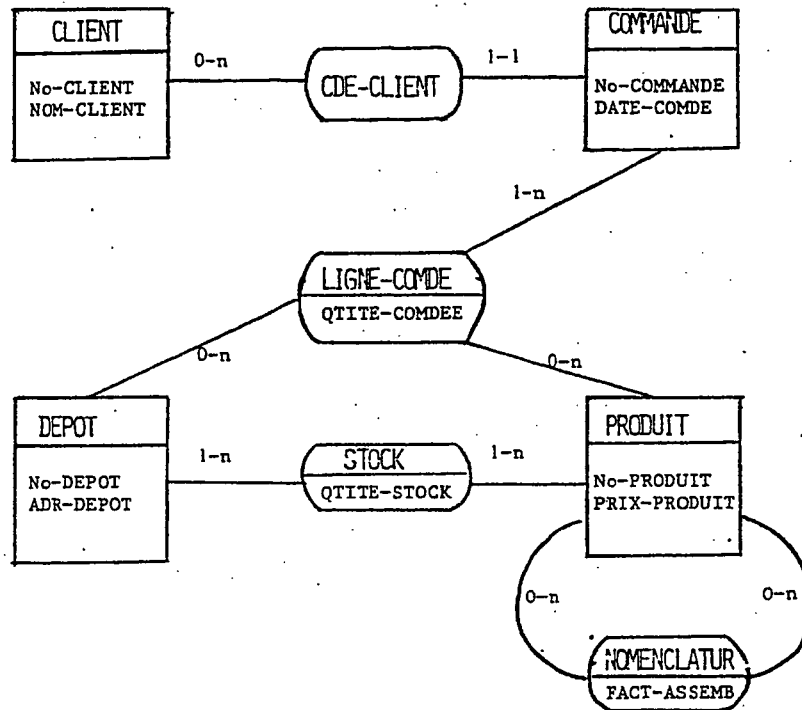 CLIENT
No-CLIENT
NOM-CLIENT
0-n
CDE-CLIENT
1-1
COMMANDE
No-COMMANDE
DATE-COMDE
1-n
LIGNE-COMDE
QTITE-COMDEE
0-n
0-n
DEPOT
No-DEPOT
ADR-DEPOT
1-n
STOCK
QTITE-STOCK
1-n
PRODUIT
No-PRODUIT
PRIX-PRODUIT
0-n
0-n
NOMENCLATUR
FACT-ASSEMB